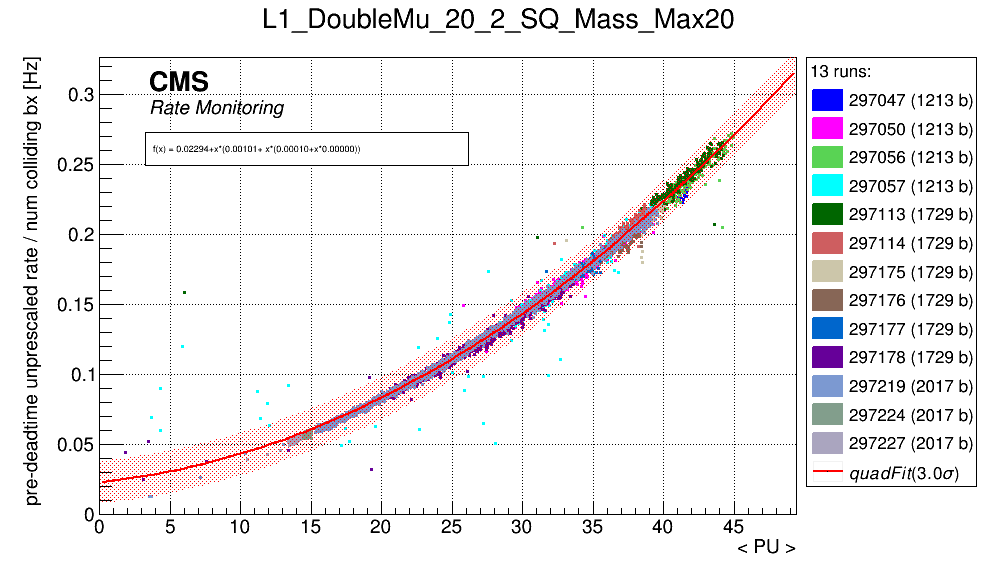 L1_DoubleMu_20_2_SQ_Mass_Max20
pre-deadtime unprescaled rate / num colliding bx [Hz]
CMS
Rate Monitoring
f(x) = 0.02294+x*(0.00101+ x*(0.00010+x*0.00000))
0.3
0.25
0.2
0.15
0.1
0.05
0
0 5 10 15 20 25 30 35 40 45
< PU >
13 runs:
297047 (1213 b)
297050 (1213 b)
297056 (1213 b)
297057 (1213 b)
297113 (1729 b)
297114 (1729 b)
297175 (1729 b)
297176 (1729 b)
297177 (1729 b)
297178 (1729 b)
297219 (2017 b)
297224 (2017 b)
297227 (2017 b)
quadFit(3.0σ)